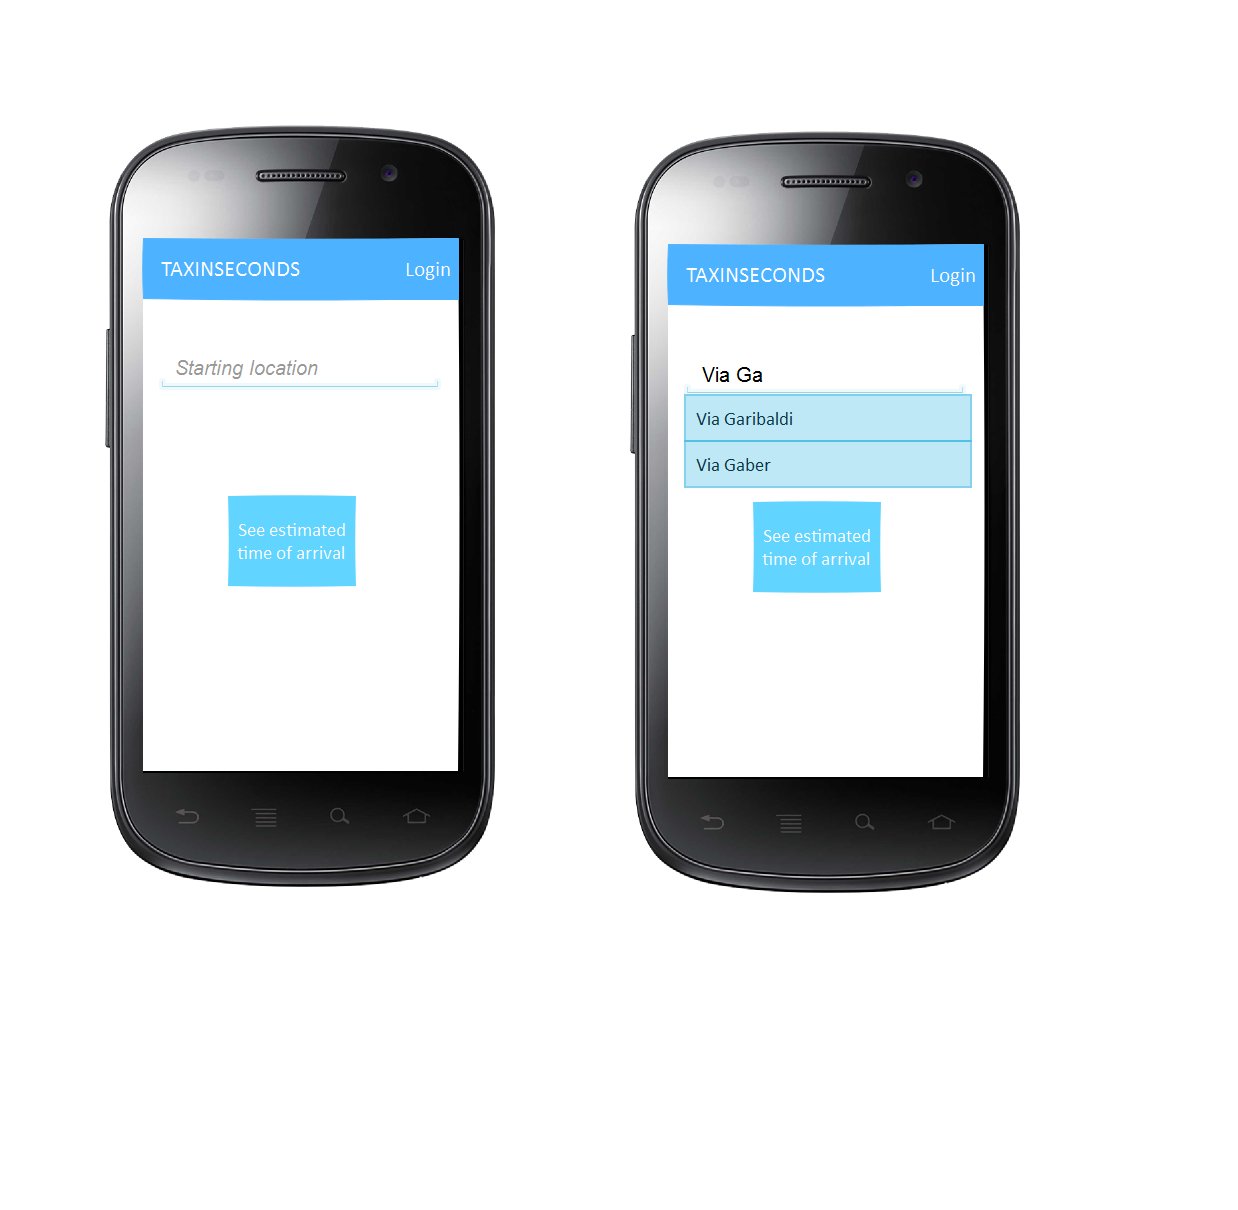 TAXINSECONDS Login
Starting location
See estimated
time of arrival
TAXINSECONDS Login
Via Ga
Via Garibaldi
Via Gaber
See estimated
time of arrival